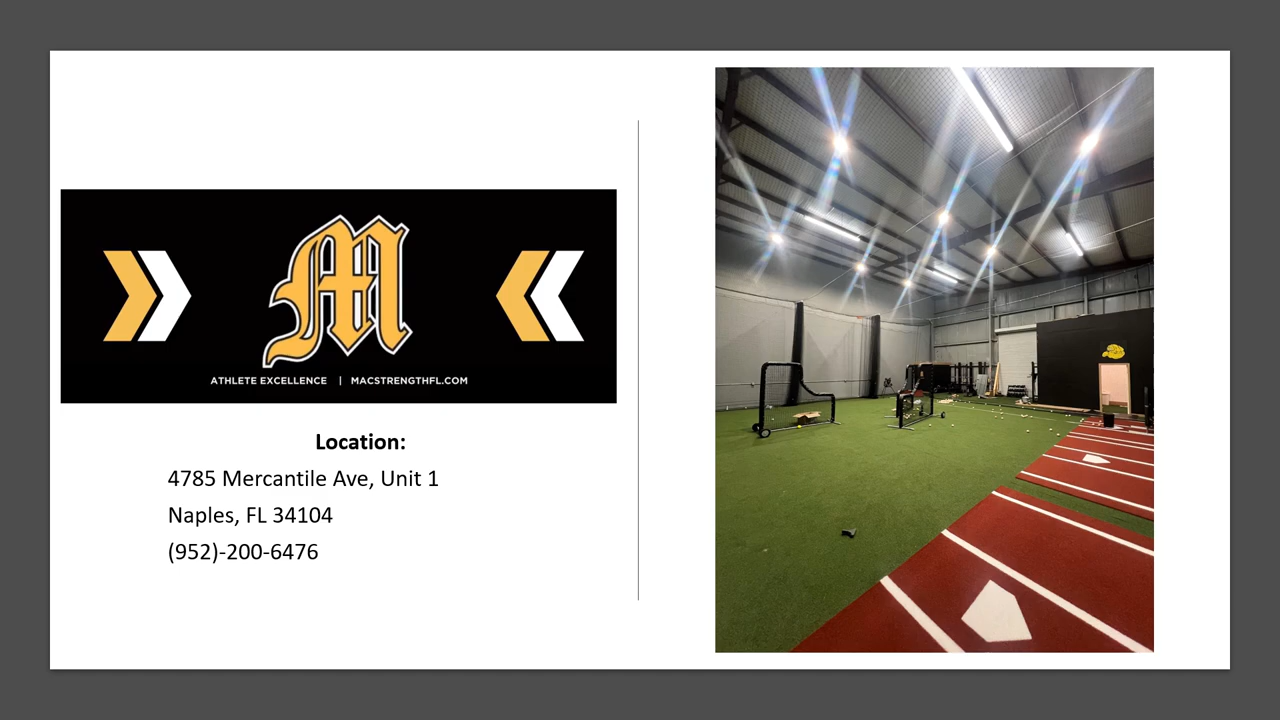 M
ATHLETE EXCELLENCE | MACSTRENGTHFL.COM
Location:
4785 Mercantile Ave, Unit 1
Naples, FL 34104
(952)-200-6476